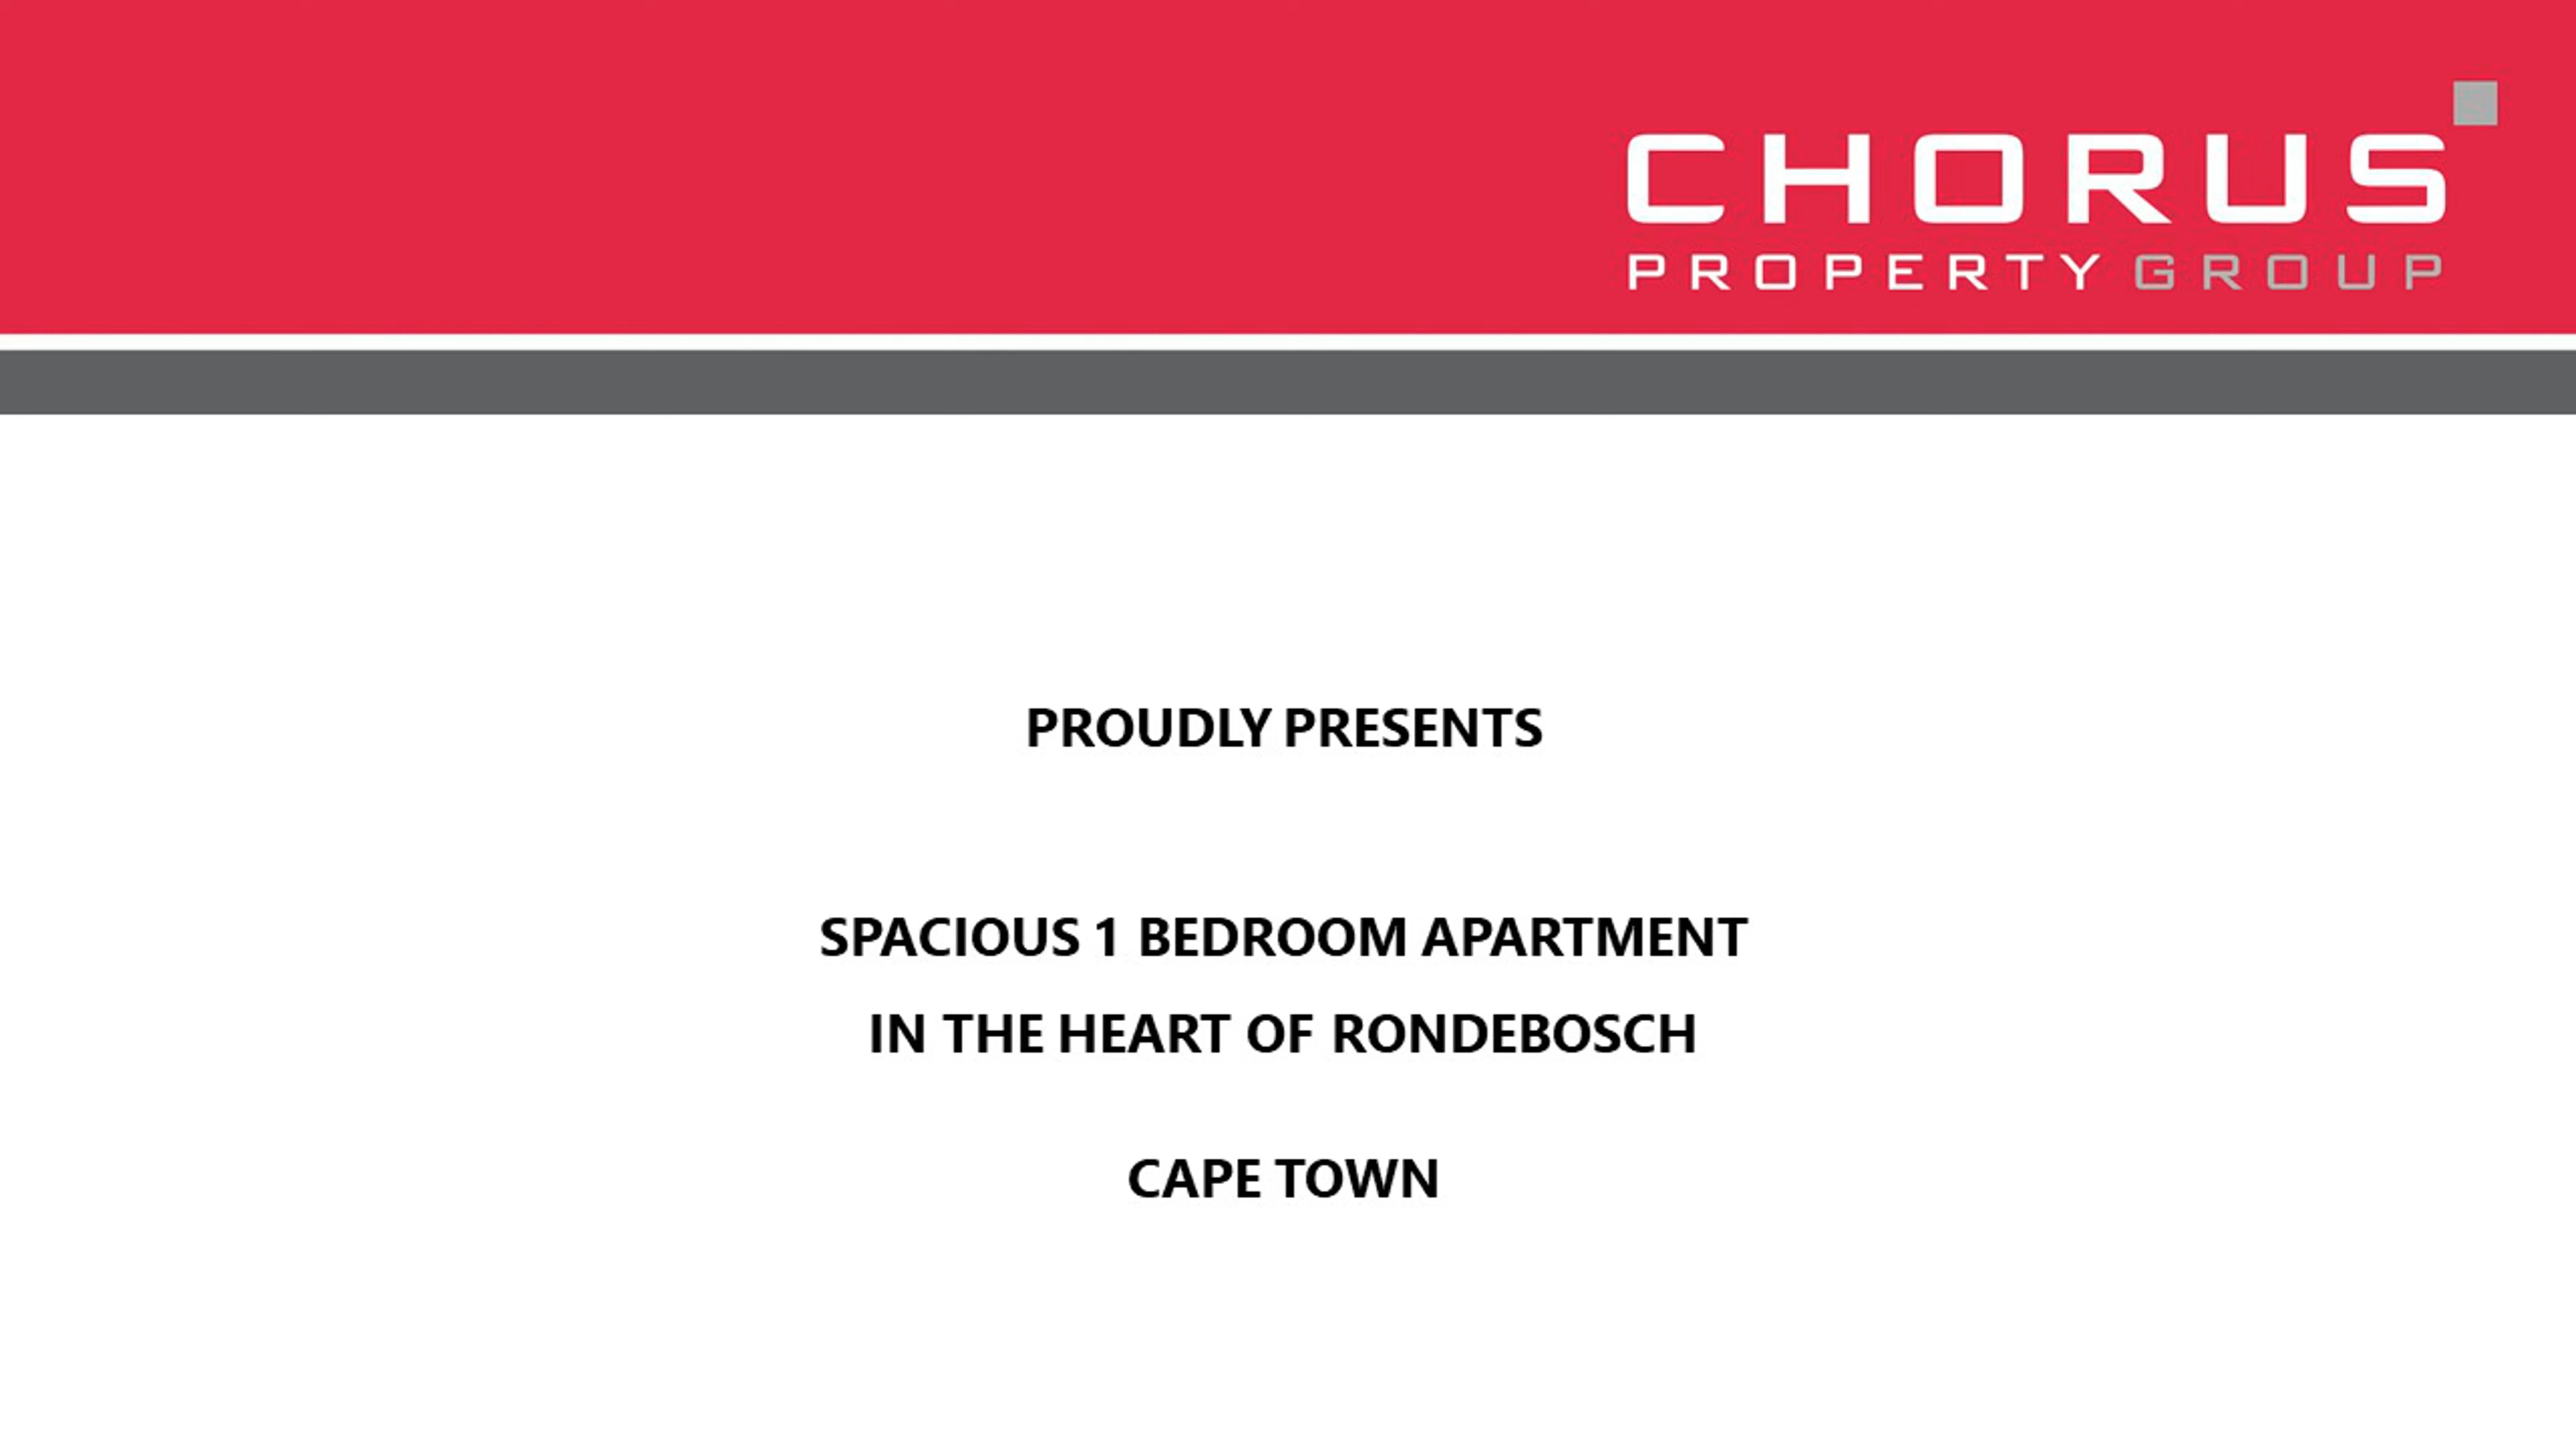 CHORUS
PROPERTY GROUP
PROUDLY PRESENTS
SPACIOUS 1 BEDROOM APARTMENT
IN THE HEART OF RONDEBOSCH
CAPE TOWN